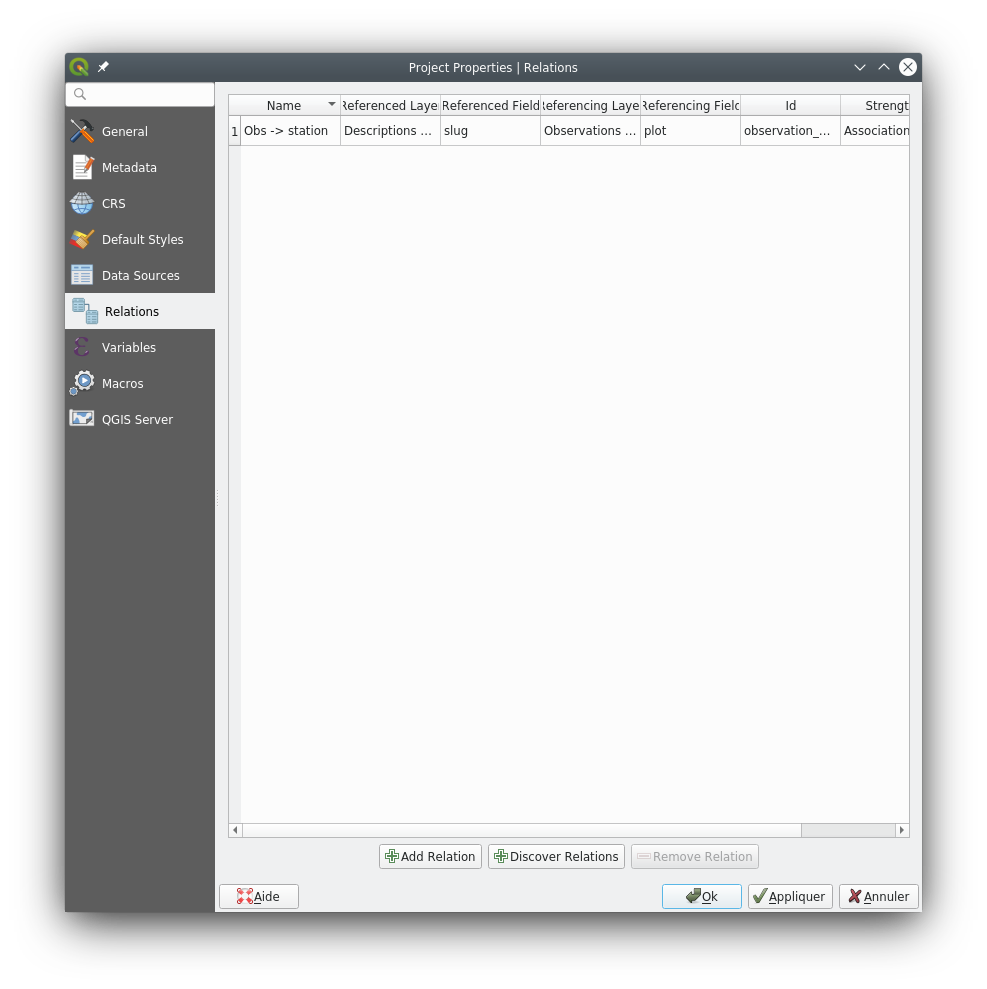 Project Properties | Relations
General
Metadata
CRS
Default Styles
Data Sources
Relations
Variables
Macros
QGIS Server
Name Referenced Laye Referenced Field Referencing Laye Referencing Field Id Strengt
1 Obs -> station Descriptions ... slug Observations ... plot observation_... Association
Add Relation Discover Relations Remove Relation
Aide Ok Appliquer Annuler